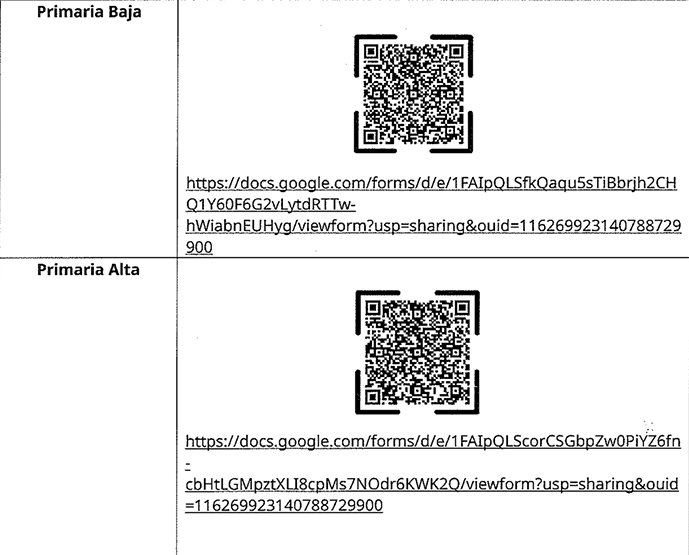 Primaria Baja
https://docs.google.com/forms/d/e/1FAIpQLSfkQaqu5sTiBbrjh2CH
Q1Y60F6G2vLytdRTTw-
hWiabnEUHyg/viewform?usp=sharing&ouid=116269923140788729
900
Primaria Alta
https://docs.google.com/forms/d/e/1FAIpQLScorCSGbpZw0PiYZ6fn
-
cbHtLGMpztXLI8cpMs7NOdr6KWK2Q/viewform?usp=sharing&ouid
=116269923140788729900